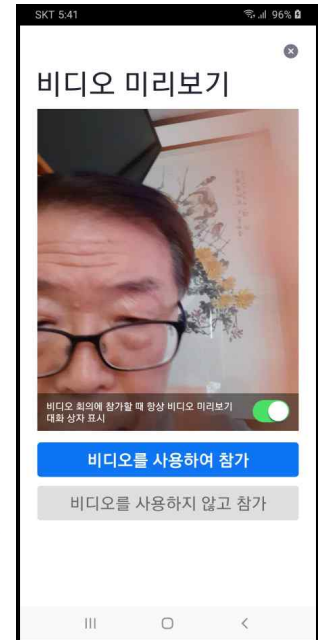 SKT 5:41
96%
비디오 미리보기
비디오 회의에 참가할 때 항상 비디오 미리보기
대화 상자 표시
비디오를 사용하여 참가
비디오를 사용하지 않고 참가